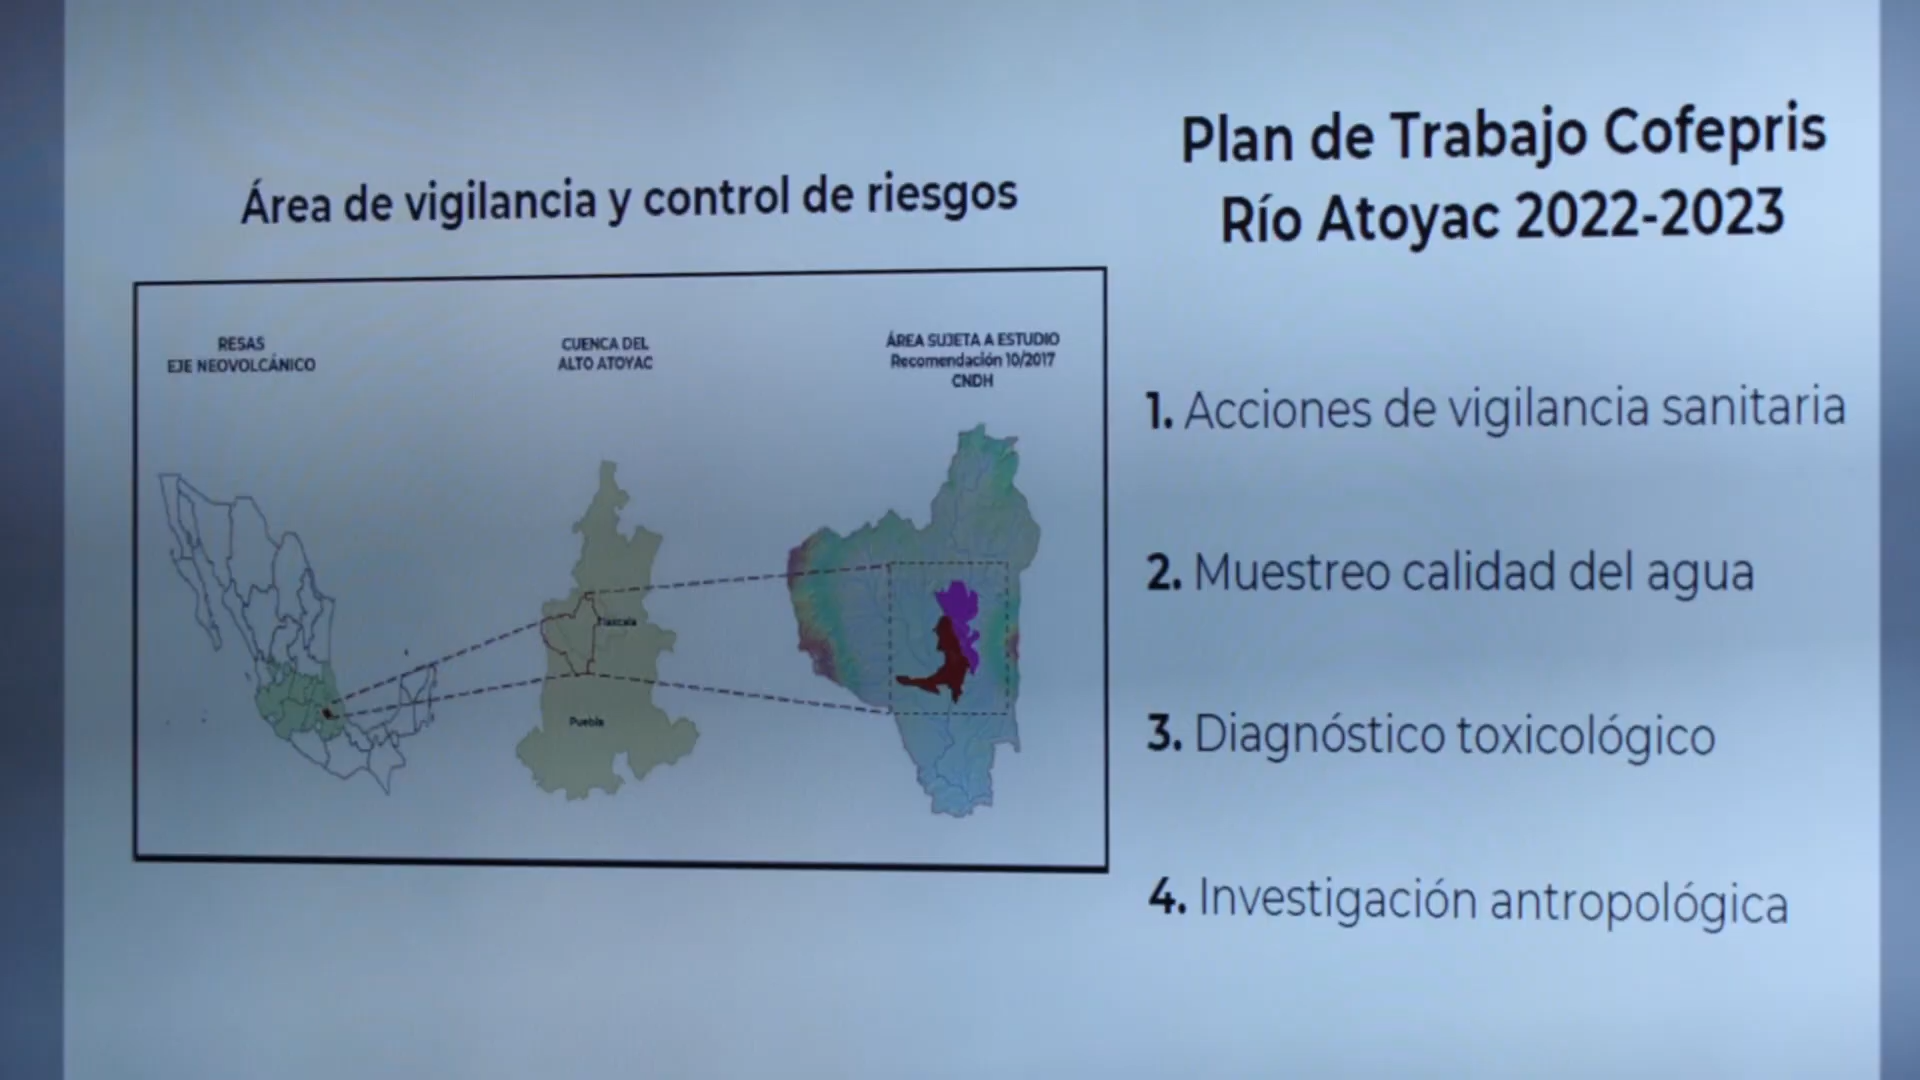 Área de vigilancia y control de riesgos
RESAS
EJE NEOVOLCÁNICO
CUENCA DEL
ALTO ATOYAC
ÁREA SUJETA A ESTUDIO
Recomendación 10/2017
CNDH
Tlaxcala
Puebla
Plan de Trabajo Cofepris
Río Atoyac 2022-2023
1. Acciones de vigilancia sanitaria
2. Muestreo calidad del agua
3. Diagnóstico toxicológico
4. Investigación antropológica